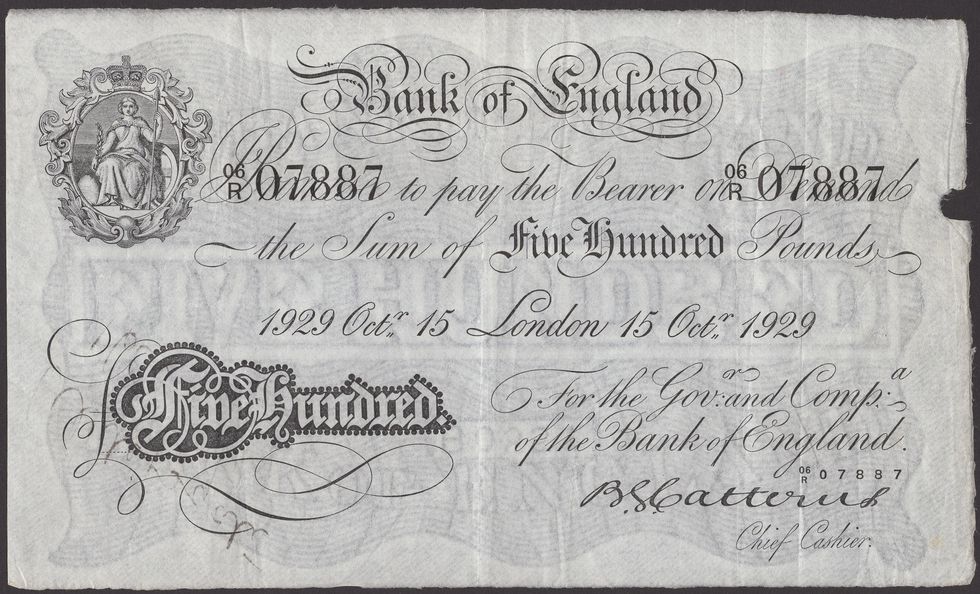 Bank of England
06/R 07887 to pay the Bearer on Demand 06/R 07887
the Sum of Five Hundred Pounds
1929 Octr. 15 London 15 Octr. 1929
£ Five Hundred
For the Govr: and Compa:
of the Bank of England.
06/R 07887
B.G. Catterns
Chief Cashier.